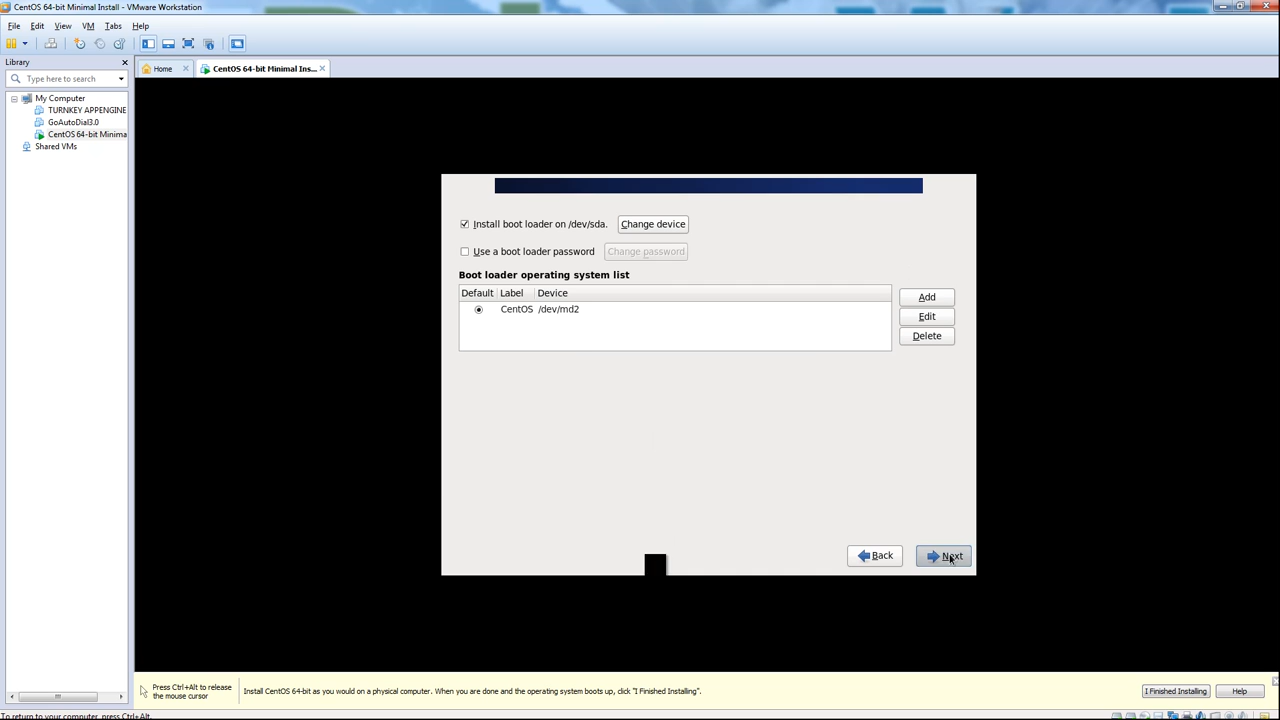 CentOS 64-bit Minimal Install - VMware Workstation
File Edit View VM Tabs Help
Library
Type here to search
My Computer
TURNKEY APPENGINE
GoAutoDial3.0
CentOS 64-bit Minima
Shared VMs
Home
CentOS 64-bit Minimal Ins...
Install boot loader on /dev/sda. Change device
Use a boot loader password Change password
Boot loader operating system list
Default Label Device
CentOS /dev/md2
Add
Edit
Delete
Back Next
Press Ctrl+Alt to release
the mouse cursor
Install CentOS 64-bit as you would on a physical computer. When you are done and the operating system boots up, click "I Finished Installing".
I Finished Installing Help
To return to your computer, press Ctrl+Alt.